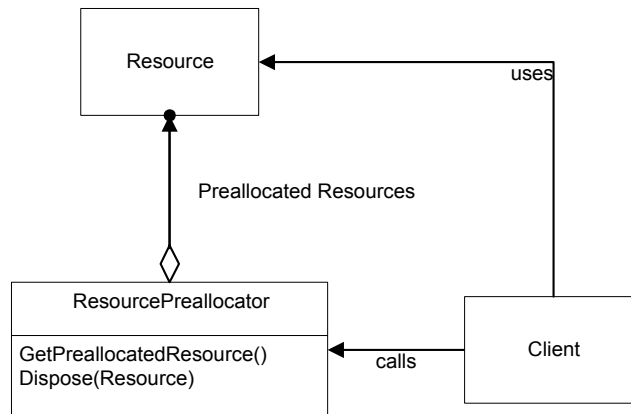 Resource
uses
Preallocated Resources
ResourcePreallocator
GetPreallocatedResource()
Dispose(Resource)
calls
Client